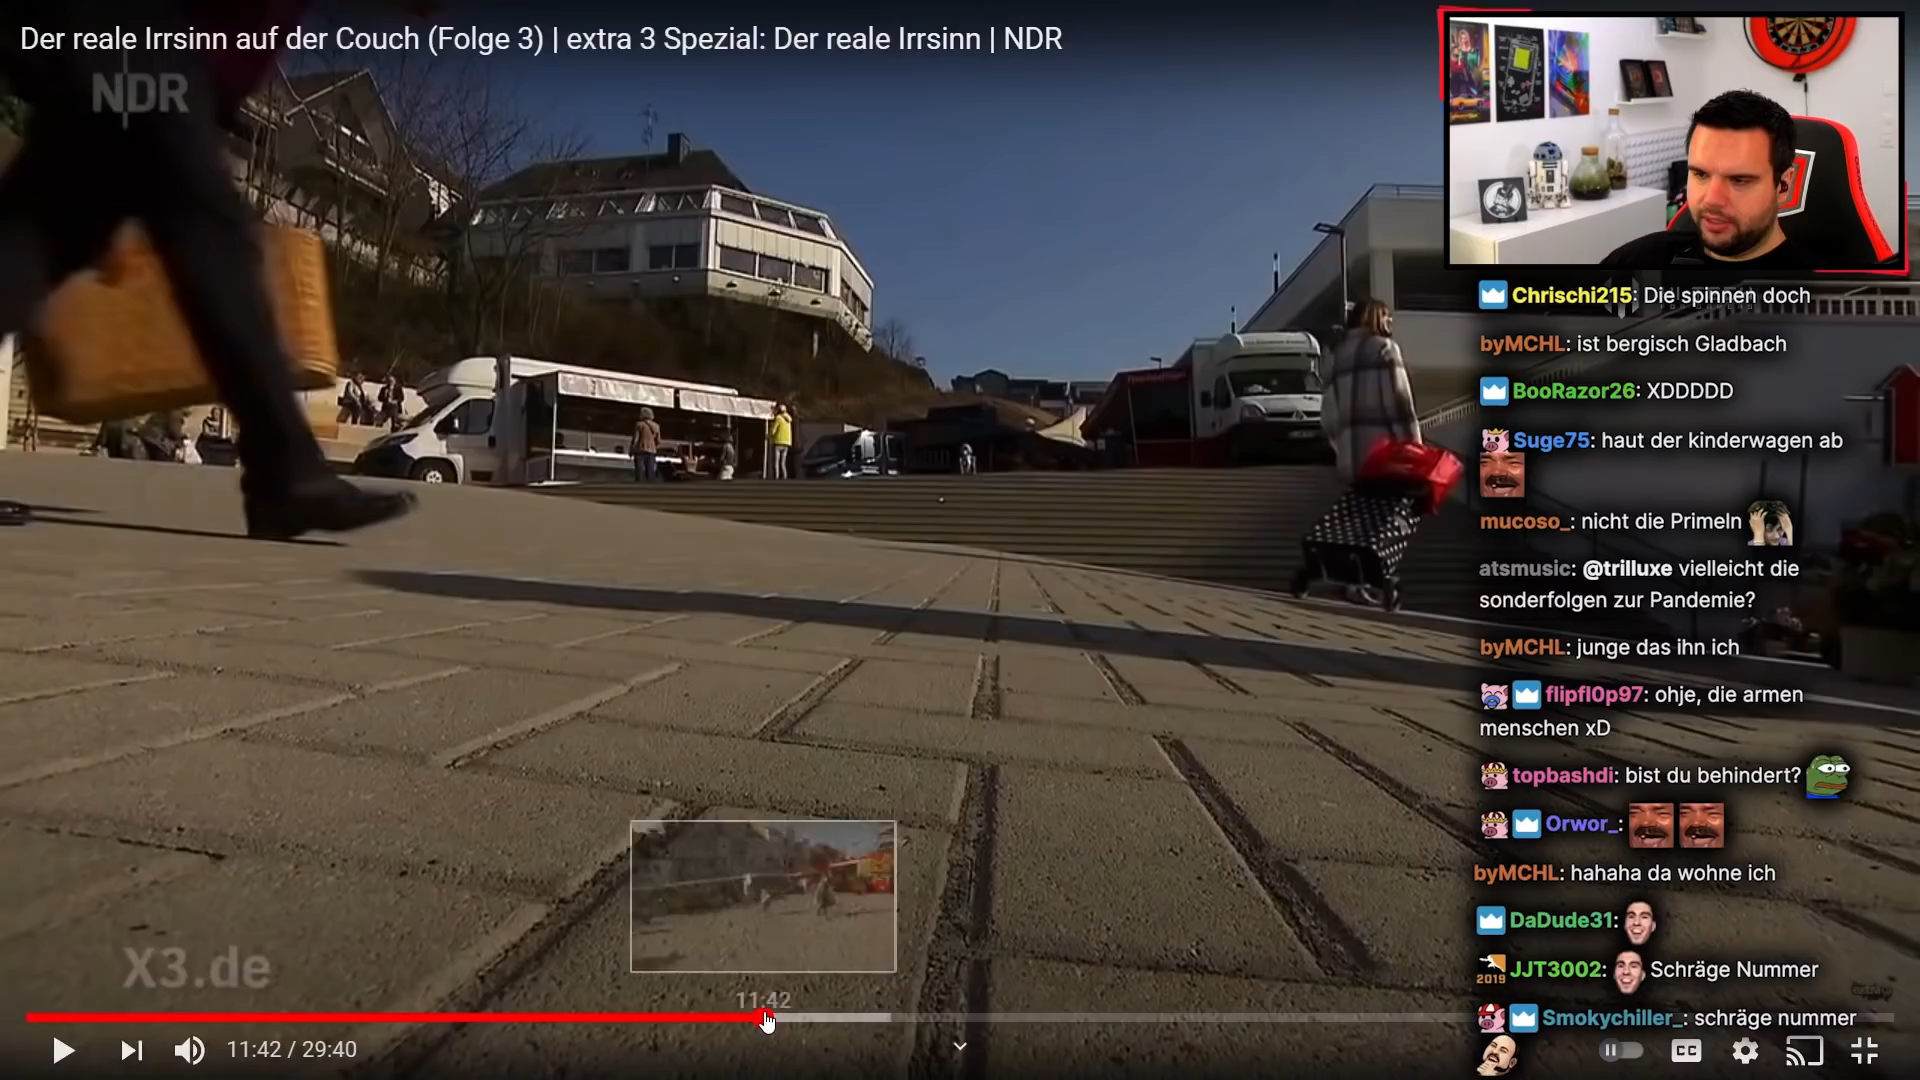 Der reale Irrsinn auf der Couch (Folge 3) | extra 3 Spezial: Der reale Irrsinn | NDR
NDR
Chrischi215: Die spinnen doch
byMCHL: ist bergisch Gladbach
BooRazor26: XDDDDD
Suge75: haut der kinderwagen ab
mucoso_: nicht die Primeln
atsmusic: @trilluxe vielleicht die
sonderfolgen zur Pandemie?
byMCHL: junge das ihn ich
flipfl0p97: ohje, die armen
menschen xD
topbashdi: bist du behindert?
Orwor_:
byMCHL: hahaha da wohne ich
DaDude31:
2019 JJT3002: Schräge Nummer
Smokychiller_: schräge nummer
X3.de
11:42
11:42 / 29:40
CC